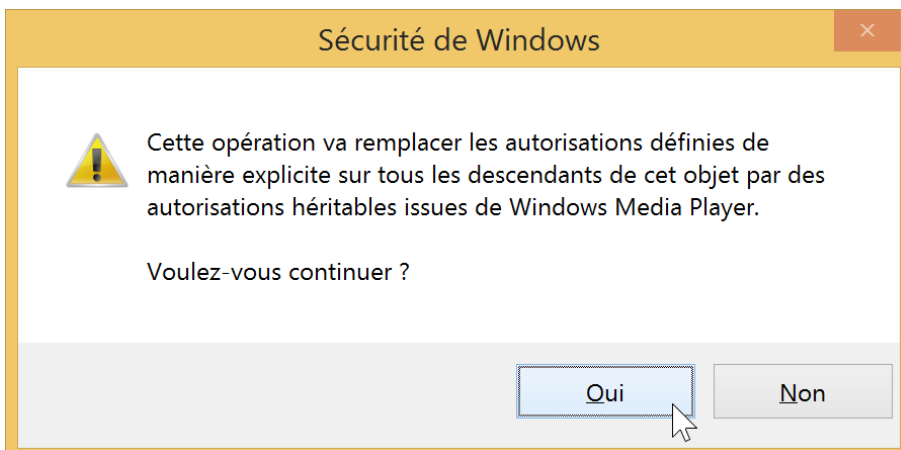 Sécurité de Windows
Cette opération va remplacer les autorisations définies de
manière explicite sur tous les descendants de cet objet par des
autorisations héritables issues de Windows Media Player.
Voulez-vous continuer ?
Oui
Non